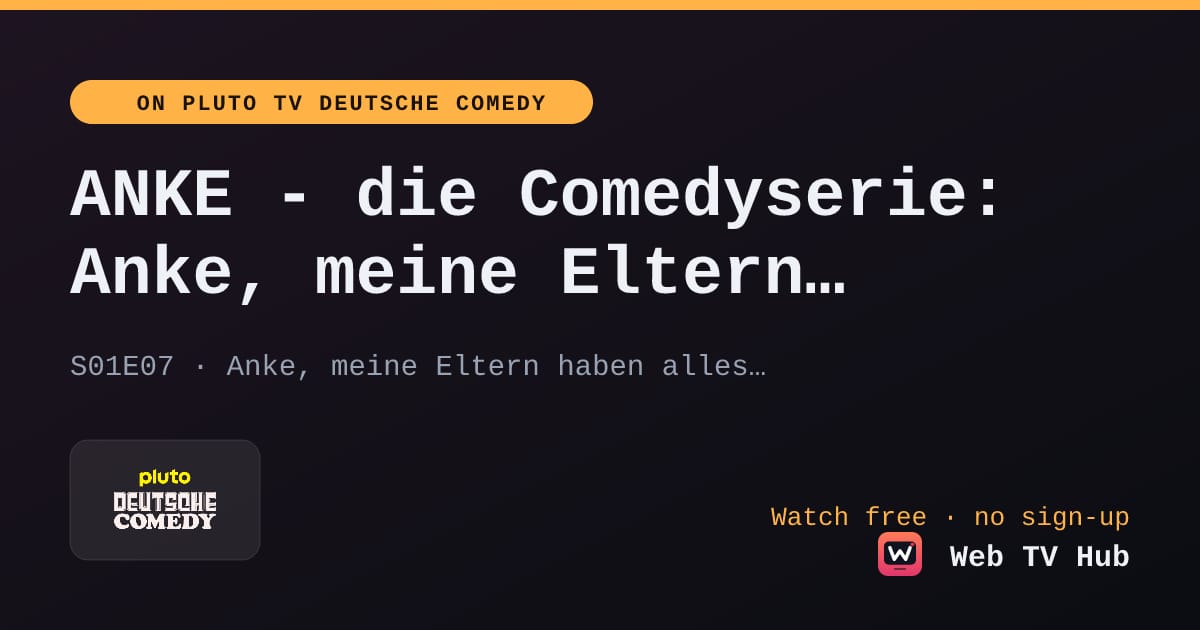 ON PLUTO TV DEUTSCHE COMEDY
ANKE - die Comedyserie:
Anke, meine Eltern…
S01E07 · Anke, meine Eltern haben alles…
pluto
DEUTSCHE
COMEDY
Watch free · no sign-up
W Web TV Hub